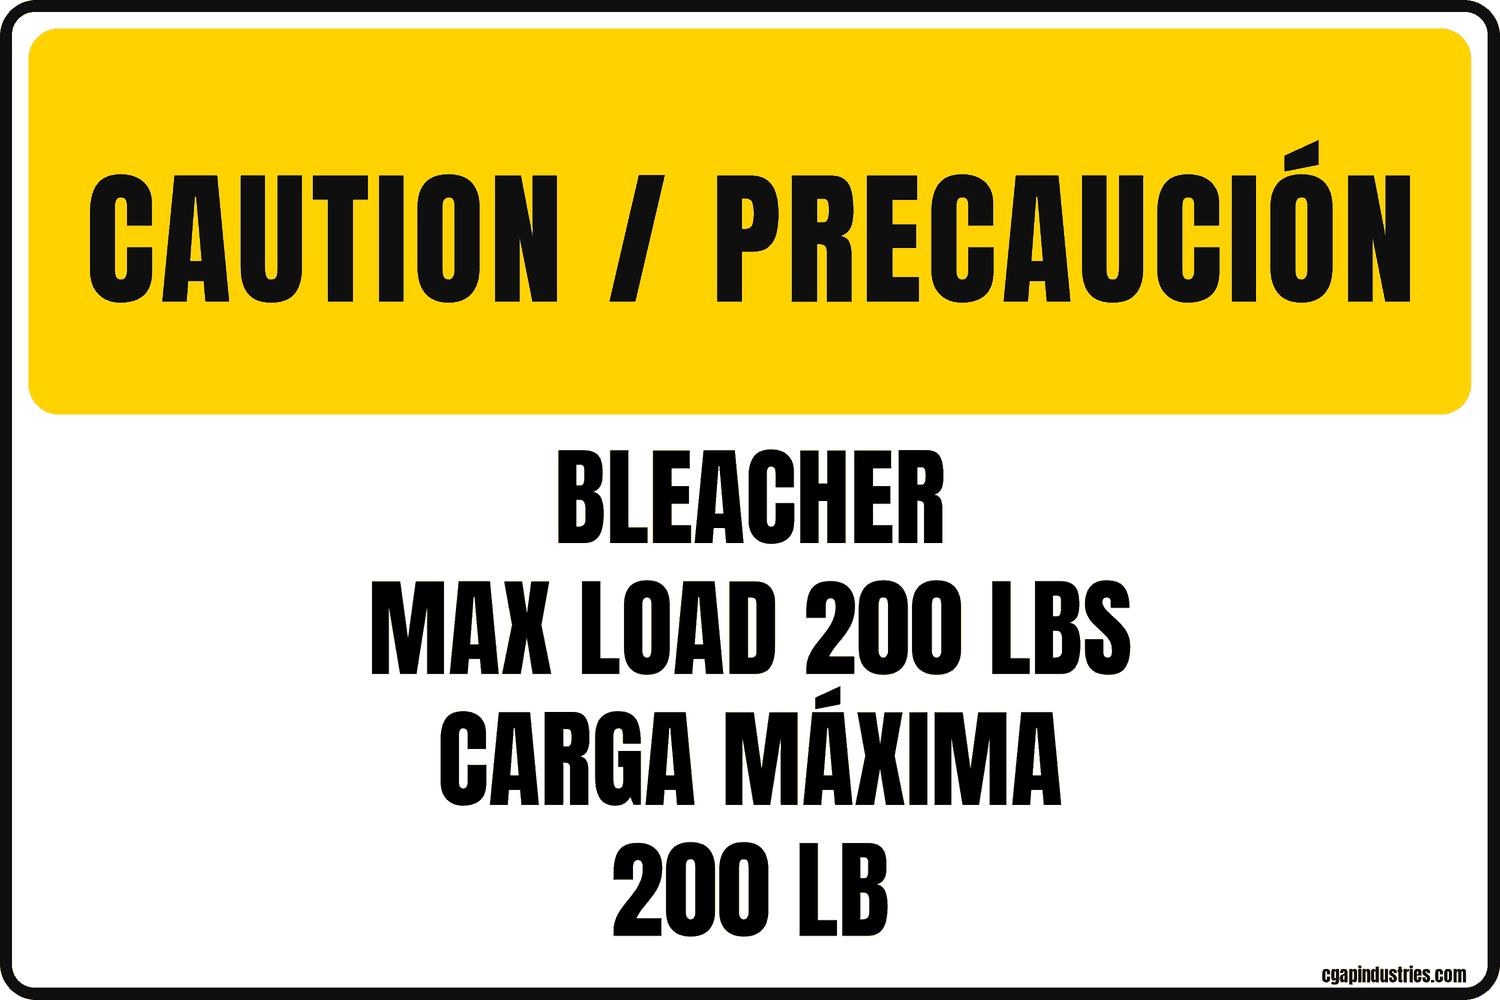 CAUTION / PRECAUCIÓN
BLEACHER
MAX LOAD 200 LBS
CARGA MÁXIMA
200 LB
cgapindustries.com